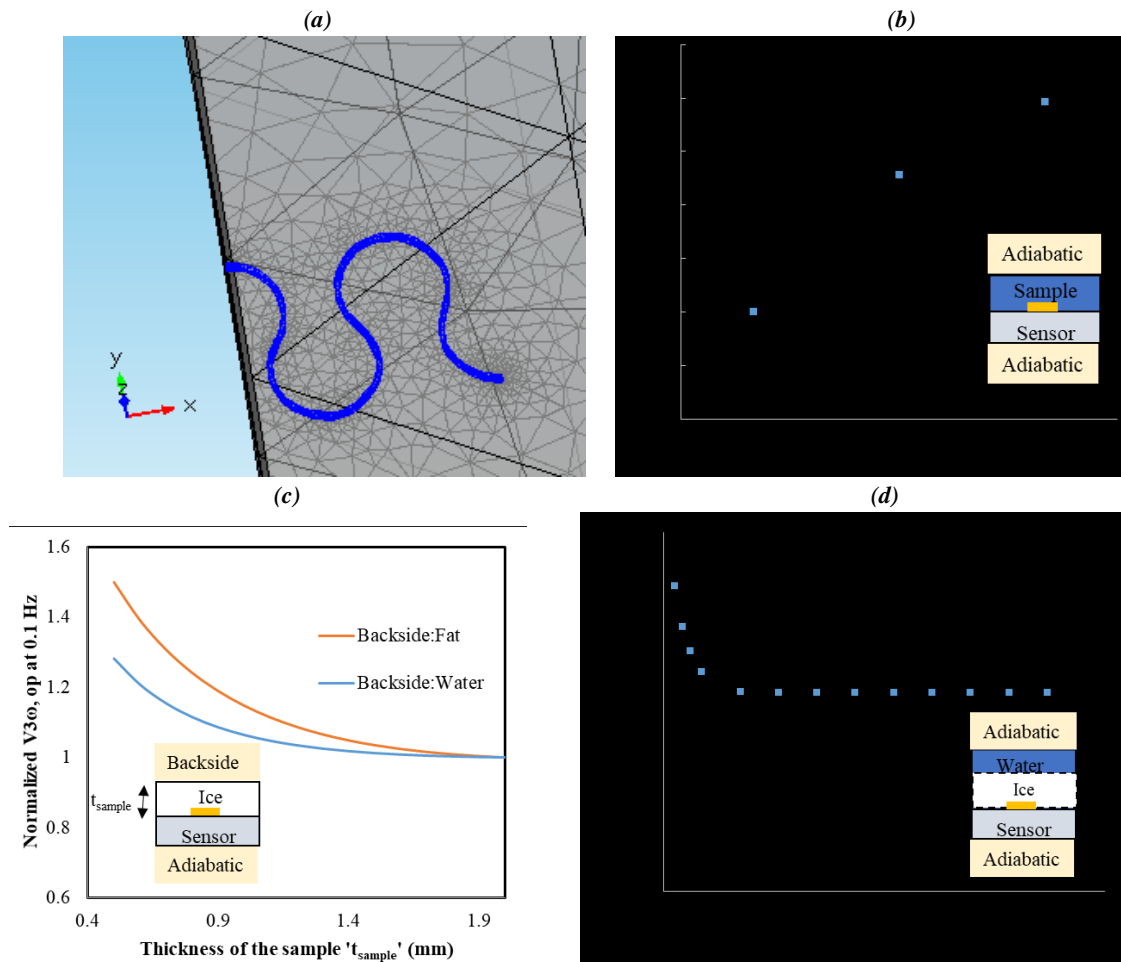 (a)
(b)
y
z
x
Adiabatic
Sample
Sensor
Adiabatic
(c)
(d)
Normalized V3ω, op at 0.1 Hz
1.6
1.4
1.2
1
0.8
0.6
0.4
0.9
1.4
1.9
Backside:Fat
Backside:Water
Backside
tsample
Ice
Sensor
Adiabatic
Thickness of the sample 'tsample' (mm)
Adiabatic
Water
Ice
Sensor
Adiabatic